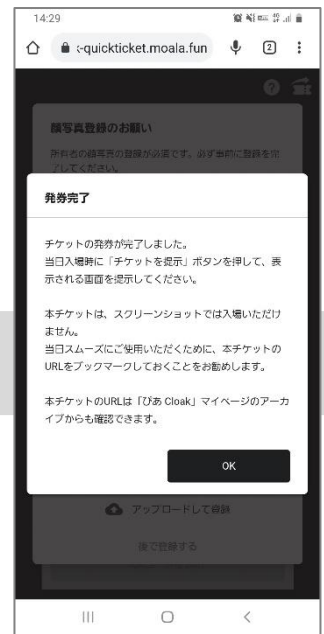 14:29
:-quickticket.moala.fun
2
?
顔写真登録のお願い
所有者の顔写真の登録が必須です。必ず事前に登録を完
了してください。
発券完了
チケットの発券が完了しました。
当日入場時に「チケットを提示」ボタンを押して、表
示される画面を提示してください。
本チケットは、スクリーンショットでは入場いただけ
ません。
当日スムーズにご使用いただくために、本チケットの
URLをブックマークしておくことをお勧めします。
本チケットのURLは「ぴあ Cloak」マイページのアーカ
イブからも確認できます。
OK
アップロードして登録
後で登録する